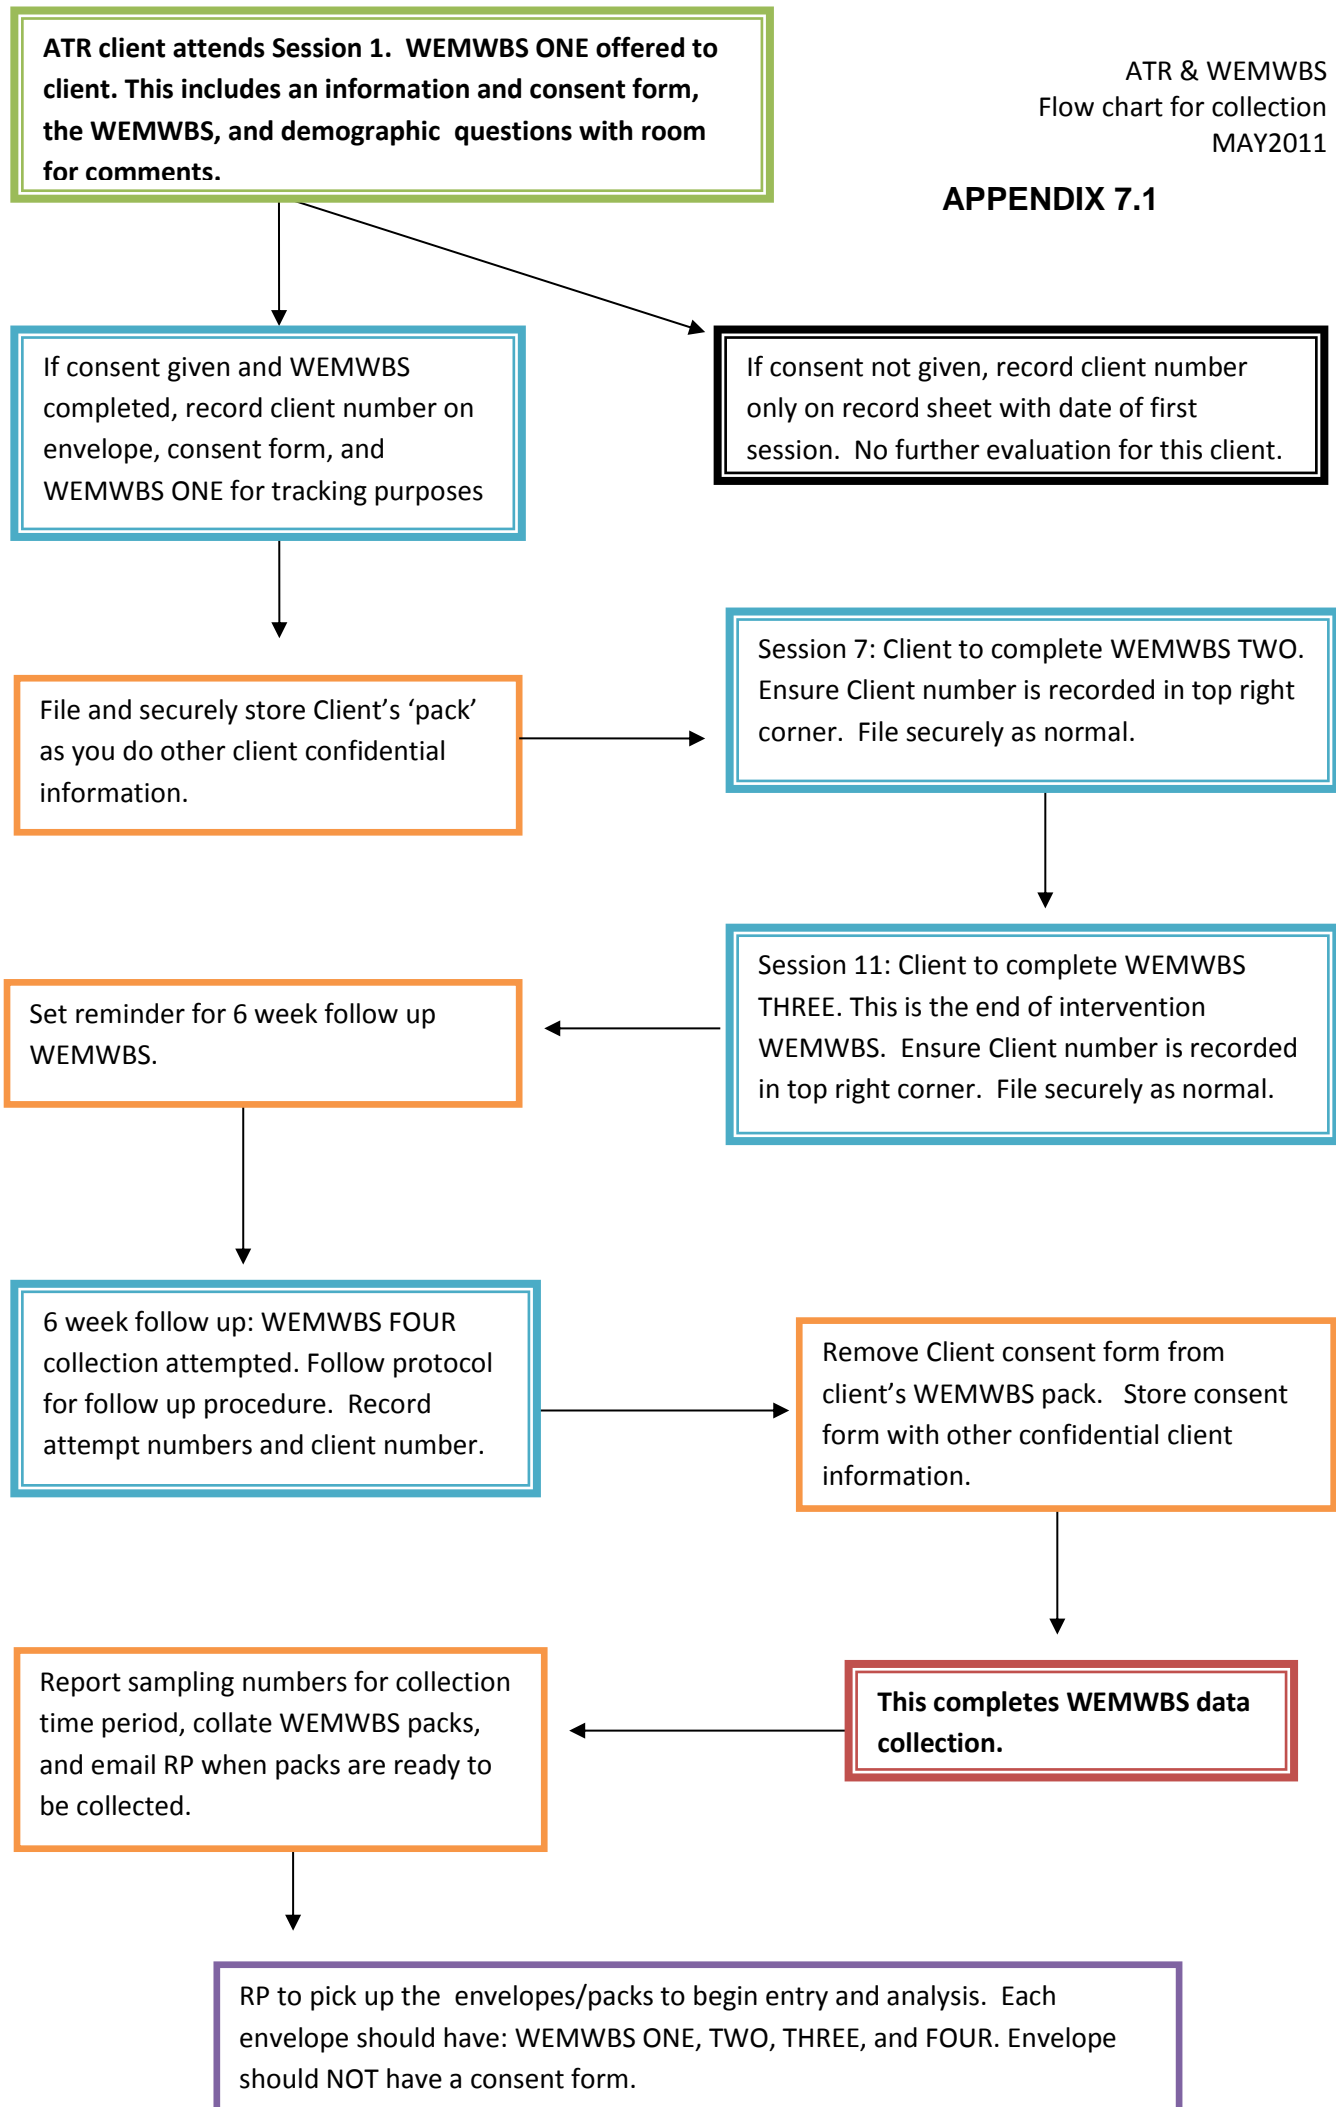 ATR client attends Session 1.  WEMWBS ONE offered to
client. This includes an information and consent form,
the WEMWBS, and demographic  questions with room
for comments.
ATR & WEMWBS
Flow chart for collection
MAY2011
APPENDIX 7.1
If consent given and WEMWBS
completed, record client number on
envelope, consent form, and
WEMWBS ONE for tracking purposes
If consent not given, record client number
only on record sheet with date of first
session.  No further evaluation for this client.
File and securely store Client’s ‘pack’
as you do other client confidential
information.
Session 7: Client to complete WEMWBS TWO.
Ensure Client number is recorded in top right
corner.  File securely as normal.
Session 11: Client to complete WEMWBS
THREE. This is the end of intervention
WEMWBS.  Ensure Client number is recorded
in top right corner.  File securely as normal.
Set reminder for 6 week follow up
WEMWBS.
6 week follow up: WEMWBS FOUR
collection attempted. Follow protocol
for follow up procedure.  Record
attempt numbers and client number.
Remove Client consent form from
client’s WEMWBS pack.   Store consent
form with other confidential client
information.
This completes WEMWBS data
collection.
Report sampling numbers for collection
time period, collate WEMWBS packs,
and email RP when packs are ready to
be collected.
RP to pick up the  envelopes/packs to begin entry and analysis.  Each
envelope should have: WEMWBS ONE, TWO, THREE, and FOUR. Envelope
should NOT have a consent form.